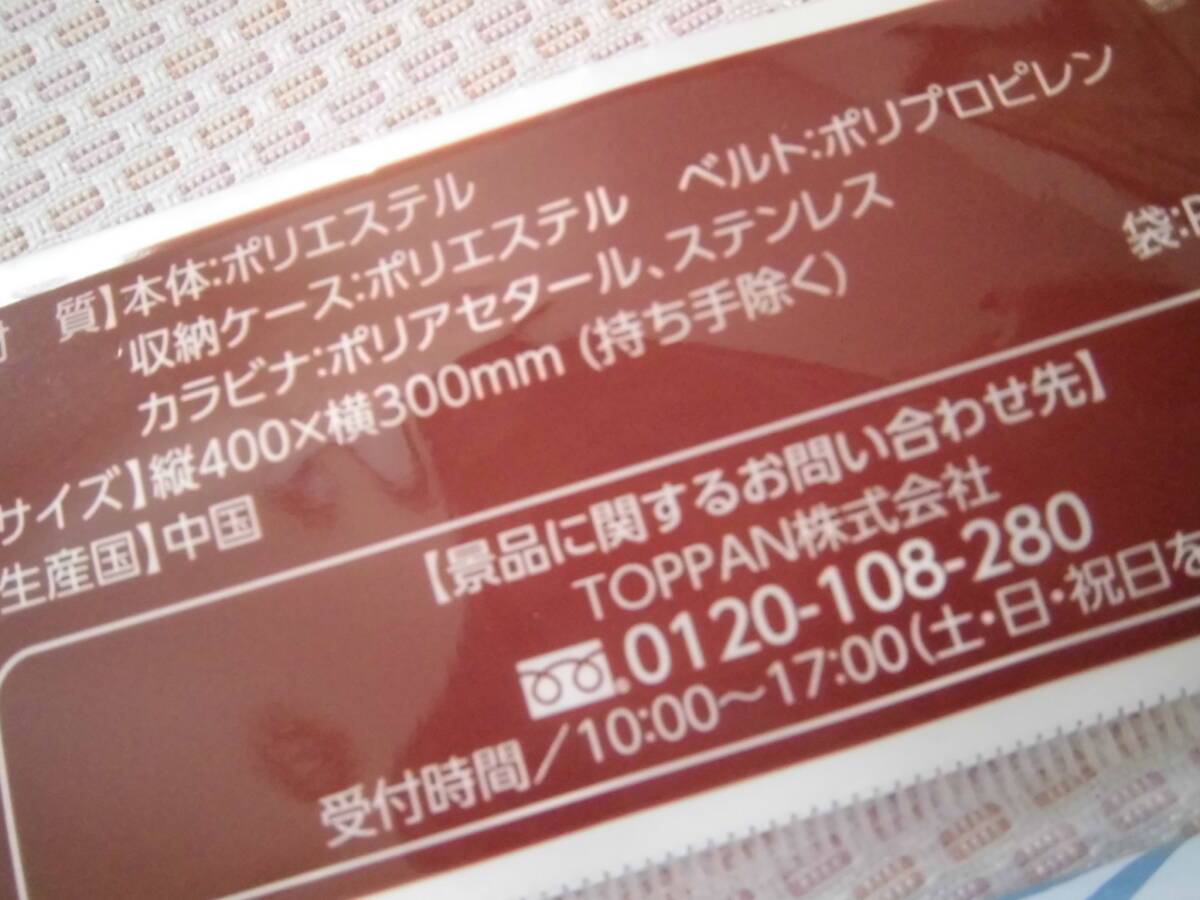 質】本体:ポリエステル
収納ケース:ポリエステル ベルト:ポリプロピレン
カラビナ:ポリアセタール、ステンレス 袋:
サイズ】縦400×横300mm (持ち手除く)
生産国】中国
【景品に関するお問い合わせ先】
TOPPAN株式会社
0120-108-280
受付時間/10:00〜17:00(土・日・祝日を